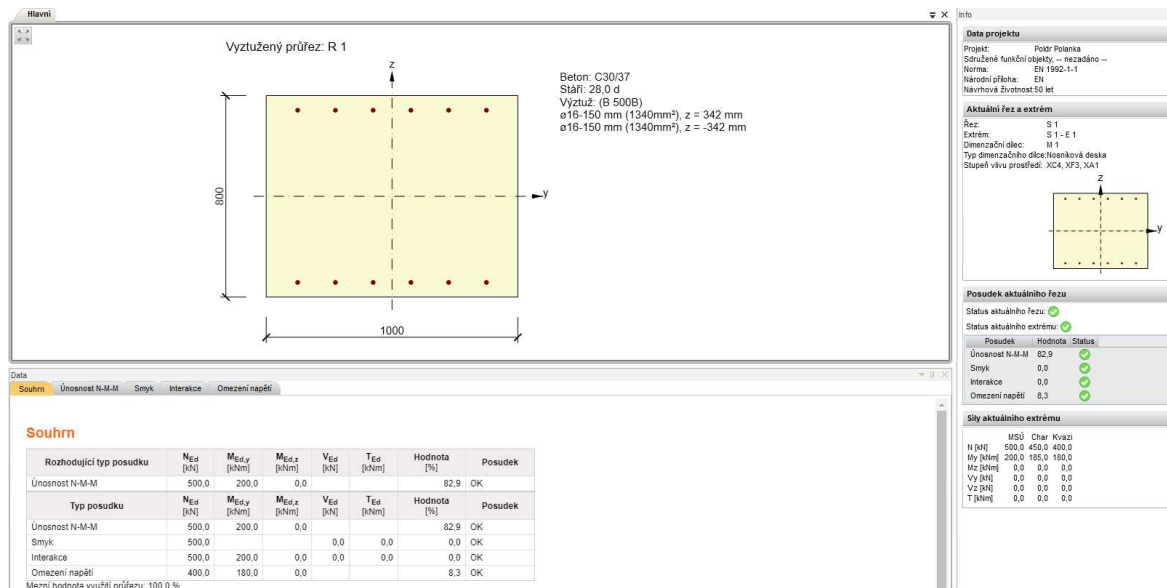 Hlavní
Vyztužený průřez: R 1
z
y
800
1000
Beton: C30/37
Stáří: 28,0 d
Výztuž: (B 500B)
ø16-150 mm (1340mm²), z = 342 mm
ø16-150 mm (1340mm²), z = -342 mm
Data
Souhrn Únosnost N-M-M Smyk Interakce Omezení napětí
Souhrn
Rozhodující typ posudku NEd [kN] MEd,y [kNm] MEd,z [kNm] VEd [kN] TEd [kNm] Hodnota [%] Posudek
Únosnost N-M-M 500,0 200,0 0,0 82,9 OK
Typ posudku NEd [kN] MEd,y [kNm] MEd,z [kNm] VEd [kN] TEd [kNm] Hodnota [%] Posudek
Únosnost N-M-M 500,0 200,0 0,0 82,9 OK
Smyk 500,0 0,0 0,0 0,0 OK
Interakce 500,0 200,0 0,0 0,0 0,0 0,0 OK
Omezení napětí 400,0 180,0 0,0 8,3 OK
Mezní hodnota využití průřezu: 100,0 %
Info
Data projektu
Projekt: Poldr Polanka
Sdružené funkční objekty, -- nezadáno --
Norma: EN 1992-1-1
Národní příloha: EN
Návrhová životnost:50 let
Aktuální řez a extrém
Řez: S 1
Extrém: S 1 - E 1
Dimenzační dílec: M 1
Typ dimenzačního dílce:Nosníková deska
Stupeň vlivu prostředí: XC4, XF3, XA1
z
y
Posudek aktuálního řezu
Status aktuálního řezu:
Status aktuálního extrému:
Posudek Hodnota Status
Únosnost N-M-M 82,9
Smyk 0,0
Interakce 0,0
Omezení napětí 8,3
Síly aktuálního extrému
MSÚ Char Kvazi
N [kN] 500,0 450,0 400,0
My [kNm] 200,0 185,0 180,0
Mz [kNm] 0,0 0,0 0,0
Vy [kN] 0,0 0,0 0,0
Vz [kN] 0,0 0,0 0,0
T [kNm] 0,0 0,0 0,0